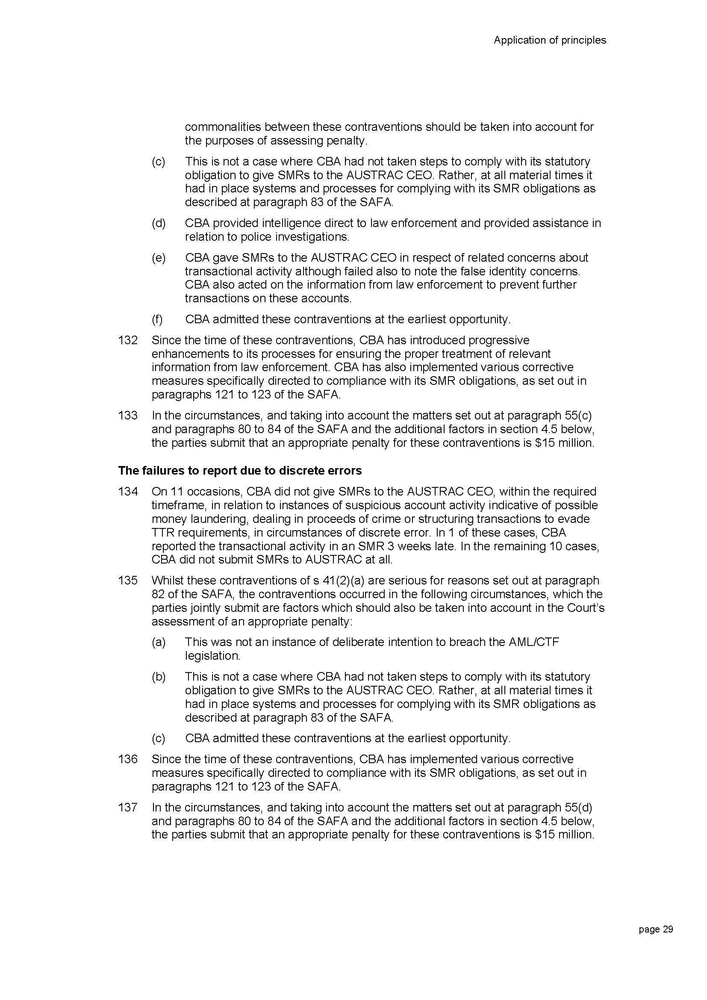 Application of principles
commonalities between these contraventions should be taken into account for
the purposes of assessing penalty.
(c) This is not a case where CBA had not taken steps to comply with its statutory
obligation to give SMRs to the AUSTRAC CEO. Rather, at all material times it
had in place systems and processes for complying with its SMR obligations as
described at paragraph 83 of the SAFA.
(d) CBA provided intelligence direct to law enforcement and provided assistance in
relation to police investigations.
(e) CBA gave SMRs to the AUSTRAC CEO in respect of related concerns about
transactional activity although failed also to note the false identity concerns.
CBA also acted on the information from law enforcement to prevent further
transactions on these accounts.
(f) CBA admitted these contraventions at the earliest opportunity.
132 Since the time of these contraventions, CBA has introduced progressive
enhancements to its processes for ensuring the proper treatment of relevant
information from law enforcement. CBA has also implemented various corrective
measures specifically directed to compliance with its SMR obligations, as set out in
paragraphs 121 to 123 of the SAFA.
133 In the circumstances, and taking into account the matters set out at paragraph 55(c)
and paragraphs 80 to 84 of the SAFA and the additional factors in section 4.5 below,
the parties submit that an appropriate penalty for these contraventions is $15 million.
The failures to report due to discrete errors
134 On 11 occasions, CBA did not give SMRs to the AUSTRAC CEO, within the required
timeframe, in relation to instances of suspicious account activity indicative of possible
money laundering, dealing in proceeds of crime or structuring transactions to evade
TTR requirements, in circumstances of discrete error. In 1 of these cases, CBA
reported the transactional activity in an SMR 3 weeks late. In the remaining 10 cases,
CBA did not submit SMRs to AUSTRAC at all.
135 Whilst these contraventions of s 41(2)(a) are serious for reasons set out at paragraph
82 of the SAFA, the contraventions occurred in the following circumstances, which the
parties jointly submit are factors which should also be taken into account in the Court's
assessment of an appropriate penalty:
(a) This was not an instance of deliberate intention to breach the AML/CTF
legislation.
(b) This is not a case where CBA had not taken steps to comply with its statutory
obligation to give SMRs to the AUSTRAC CEO. Rather, at all material times it
had in place systems and processes for complying with its SMR obligations as
described at paragraph 83 of the SAFA.
(c) CBA admitted these contraventions at the earliest opportunity.
136 Since the time of these contraventions, CBA has implemented various corrective
measures specifically directed to compliance with its SMR obligations, as set out in
paragraphs 121 to 123 of the SAFA.
137 In the circumstances, and taking into account the matters set out at paragraph 55(d)
and paragraphs 80 to 84 of the SAFA and the additional factors in section 4.5 below,
the parties submit that an appropriate penalty for these contraventions is $15 million.
page 29